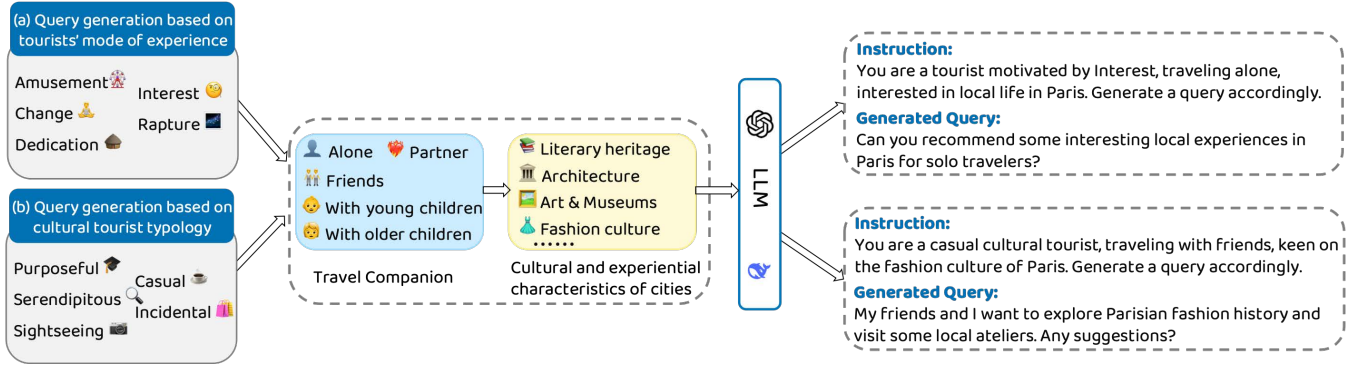 (a) Query generation based on
tourists' mode of experience
Amusement
Interest
Change
Rapture
Dedication
(b) Query generation based on
cultural tourist typology
Purposeful
Casual
Serendipitous
Incidental
Sightseeing
Alone
Partner
Friends
With young children
With older children
Travel Companion
Literary heritage
Architecture
Art & Museums
Fashion culture
......
Cultural and experiential
characteristics of cities
LLM
Instruction:
You are a tourist motivated by Interest, traveling alone,
interested in local life in Paris. Generate a query accordingly.
Generated Query:
Can you recommend some interesting local experiences in
Paris for solo travelers?
Instruction:
You are a casual cultural tourist, traveling with friends, keen on
the fashion culture of Paris. Generate a query accordingly.
Generated Query:
My friends and I want to explore Parisian fashion history and
visit some local ateliers. Any suggestions?